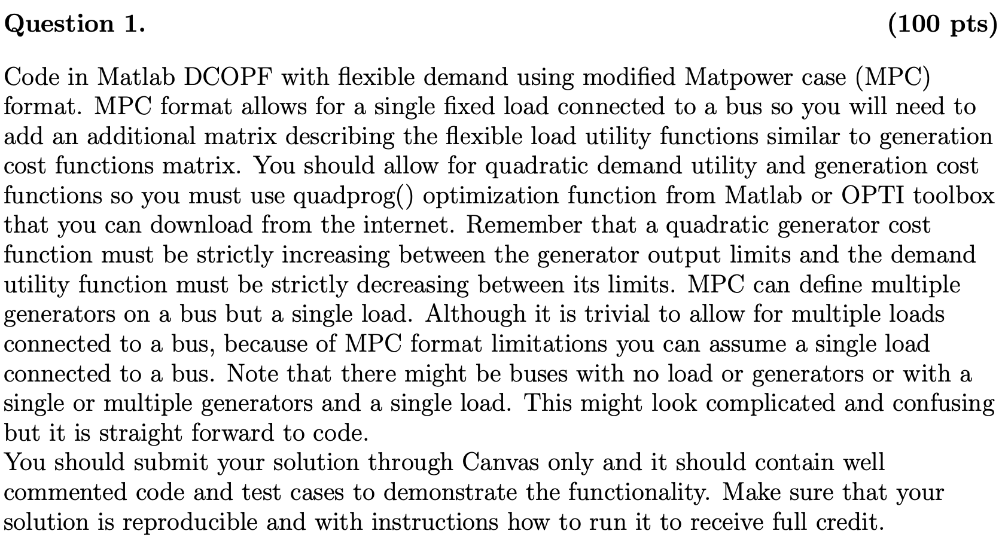 Question 1. (100 pts)
Code in Matlab DCOPF with flexible demand using modified Matpower case (MPC)
format. MPC format allows for a single fixed load connected to a bus so you will need to
add an additional matrix describing the flexible load utility functions similar to generation
cost functions matrix. You should allow for quadratic demand utility and generation cost
functions so you must use quadprog() optimization function from Matlab or OPTI toolbox
that you can download from the internet. Remember that a quadratic generator cost
function must be strictly increasing between the generator output limits and the demand
utility function must be strictly decreasing between its limits. MPC can define multiple
generators on a bus but a single load. Although it is trivial to allow for multiple loads
connected to a bus, because of MPC format limitations you can assume a single load
connected to a bus. Note that there might be buses with no load or generators or with a
single or multiple generators and a single load. This might look complicated and confusing
but it is straight forward to code.
You should submit your solution through Canvas only and it should contain well
commented code and test cases to demonstrate the functionality. Make sure that your
solution is reproducible and with instructions how to run it to receive full credit.